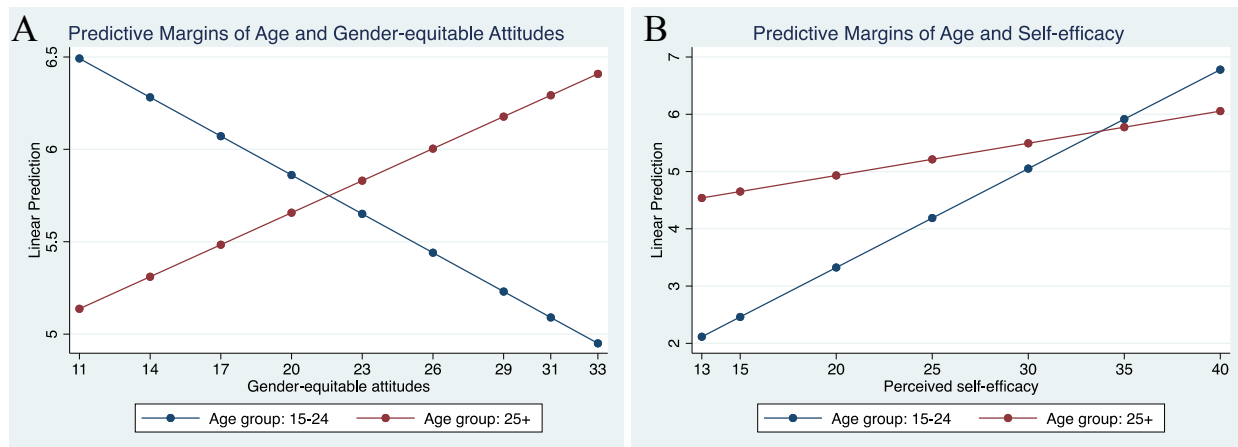 A
Predictive Margins of Age and Gender-equitable Attitudes
Linear Prediction
6.5
6
5.5
5
11 14 17 20 23 26 29 31 33
Gender-equitable attitudes
Age group: 15-24 Age group: 25+
B
Predictive Margins of Age and Self-efficacy
Linear Prediction
7
6
5
4
3
2
13 15 20 25 30 35 40
Perceived self-efficacy
Age group: 15-24 Age group: 25+